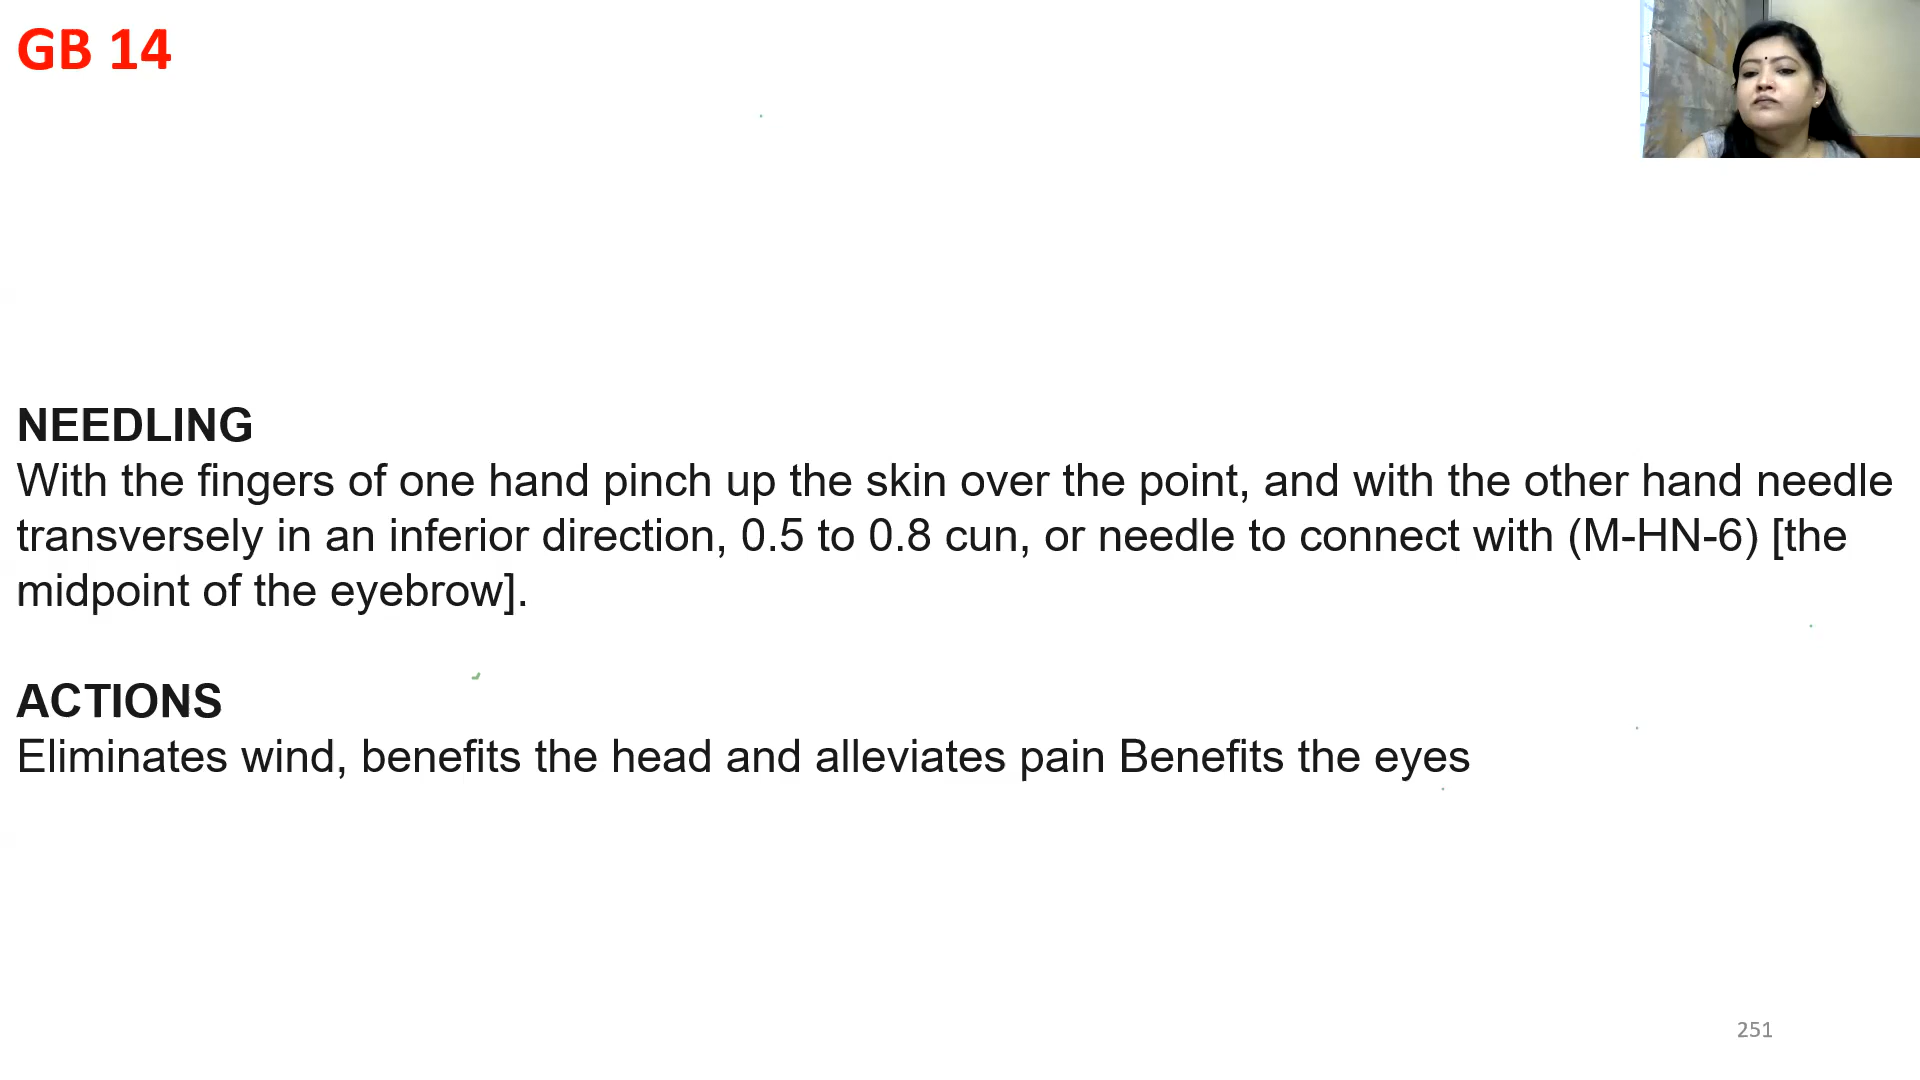 GB 14
NEEDLING
With the fingers of one hand pinch up the skin over the point, and with the other hand needle
transversely in an inferior direction, 0.5 to 0.8 cun, or needle to connect with (M-HN-6) [the
midpoint of the eyebrow].
ACTIONS
Eliminates wind, benefits the head and alleviates pain Benefits the eyes
251